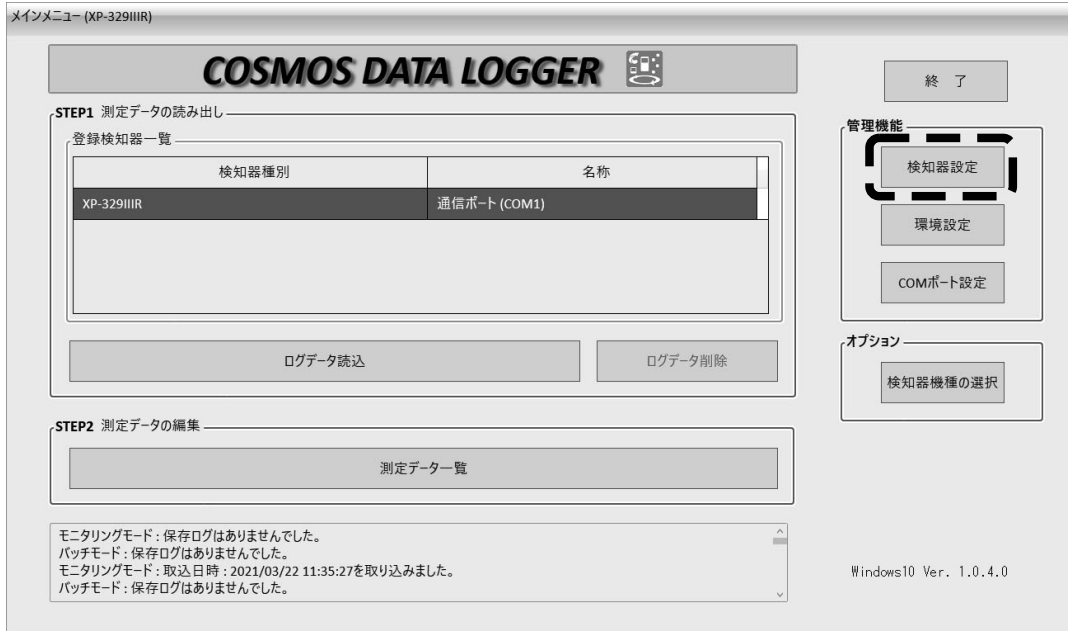 メインメニュー (XP-329IIIR)
COSMOS DATA LOGGER
終 了
STEP1 測定データの読み出し
登録検知器一覧
検知器種別 名称
XP-329IIIR 通信ポート (COM1)
ログデータ読込 ログデータ削除
管理機能
検知器設定
環境設定
COMポート設定
オプション
検知器機種の選択
STEP2 測定データの編集
測定データ一覧
モニタリングモード : 保存ログはありませんでした。
バッチモード : 保存ログはありませんでした。
モニタリングモード : 取込日時 : 2021/03/22 11:35:27を取り込みました。
バッチモード : 保存ログはありませんでした。
Windows10 Ver. 1.0.4.0